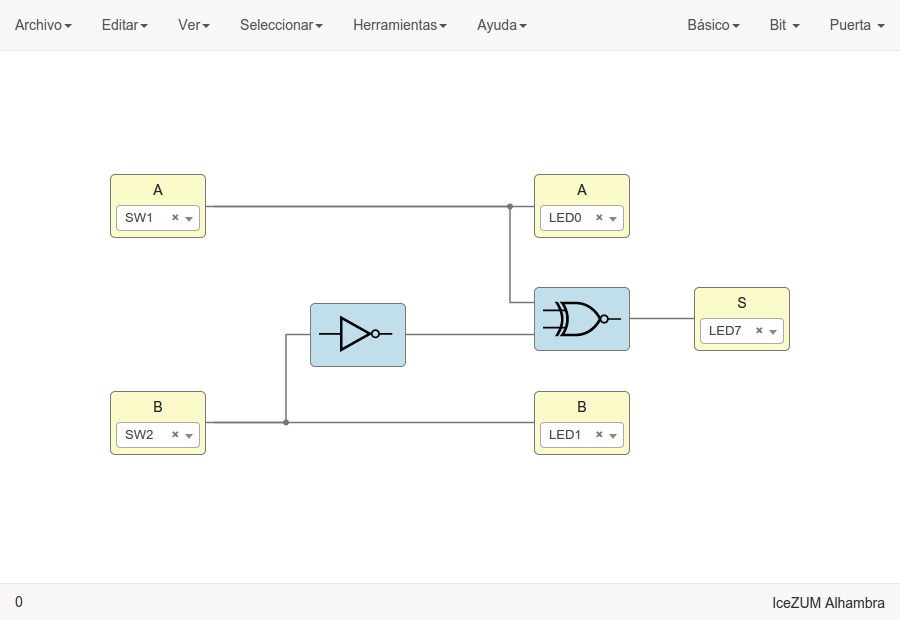 Archivo Editar Ver Seleccionar Herramientas Ayuda Básico Bit Puerta
A
SW1 ×
A
LED0 ×
S
LED7 ×
B
SW2 ×
B
LED1 ×
0 IceZUM Alhambra